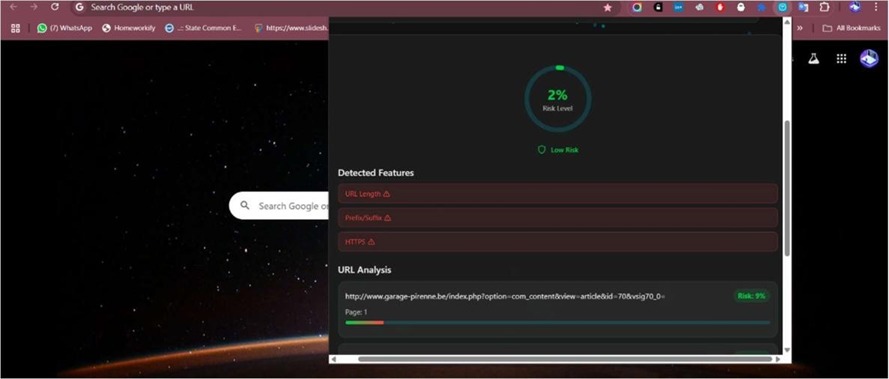 Search Google or type a URL
(7) WhatsApp
Homeworkify
..: State Common E...
https://www.slidesh.
»
All Bookmarks
2%
Risk Level
Low Risk
Detected Features
URL Length
Prefix/Suffix
HTTPS
Search Google or
URL Analysis
http://www.garage-pirenne.be/index.php?option=com_content&view=article&id=70&vsig70_0=
Risk: 9%
Page: 1